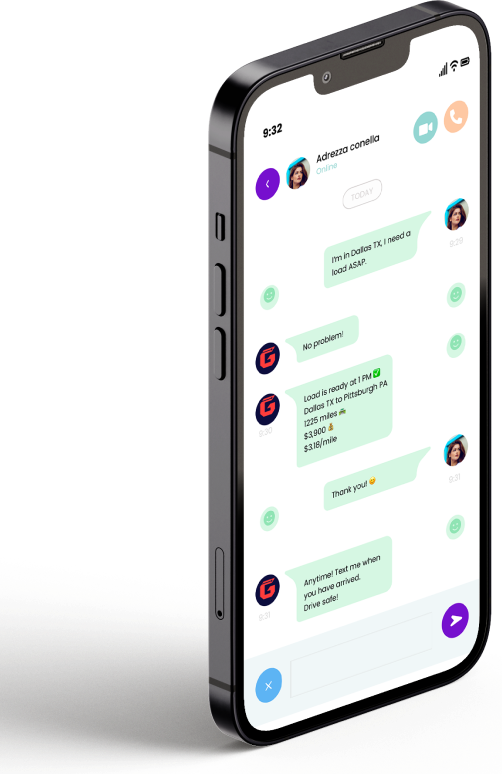 9:32
Adrezza conella
Online
TODAY
I'm in Dallas TX, I need a
load ASAP.
9:29
No problem!
Load is ready at 1 PM ✅
Dallas TX to Pittsburgh PA
1225 miles 🚓
$3,900 💰
$3.18/mile
9:30
Thank you! 😊
9:31
Anytime! Text me when
you have arrived.
Drive safe!
9:31